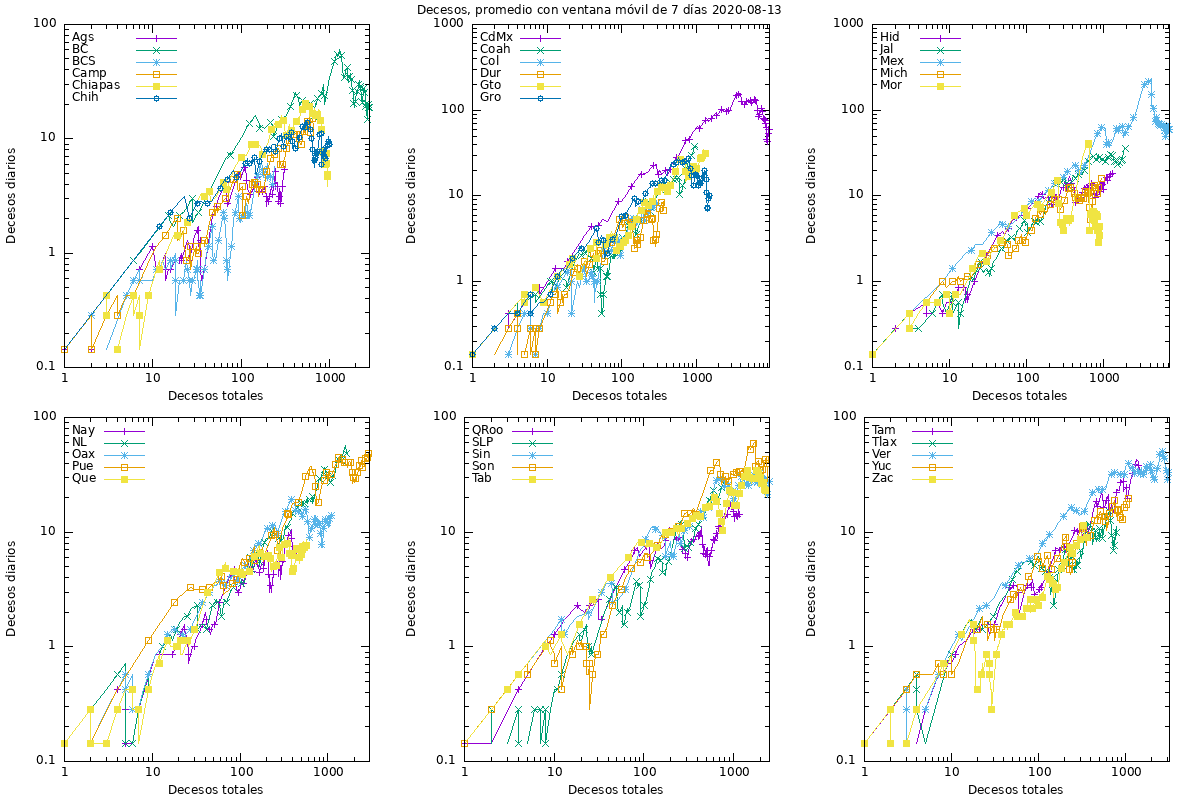 Decesos, promedio con ventana móvil de 7 días 2020-08-13
Decesos diarios
100
10
1
0.1
Ags
BC
BCS
Camp
Chiapas
Chih
1 10 100 1000
Decesos totales
Decesos diarios
1000
100
10
1
0.1
CdMx
Coah
Col
Dur
Gto
Gro
1 10 100 1000
Decesos totales
Decesos diarios
1000
100
10
1
0.1
Hid
Jal
Mex
Mich
Mor
1 10 100 1000
Decesos totales
Decesos diarios
100
10
1
0.1
Nay
NL
Oax
Pue
Que
1 10 100 1000
Decesos totales
Decesos diarios
100
10
1
0.1
QRoo
SLP
Sin
Son
Tab
1 10 100 1000
Decesos totales
Decesos diarios
100
10
1
0.1
Tam
Tlax
Ver
Yuc
Zac
1 10 100 1000
Decesos totales